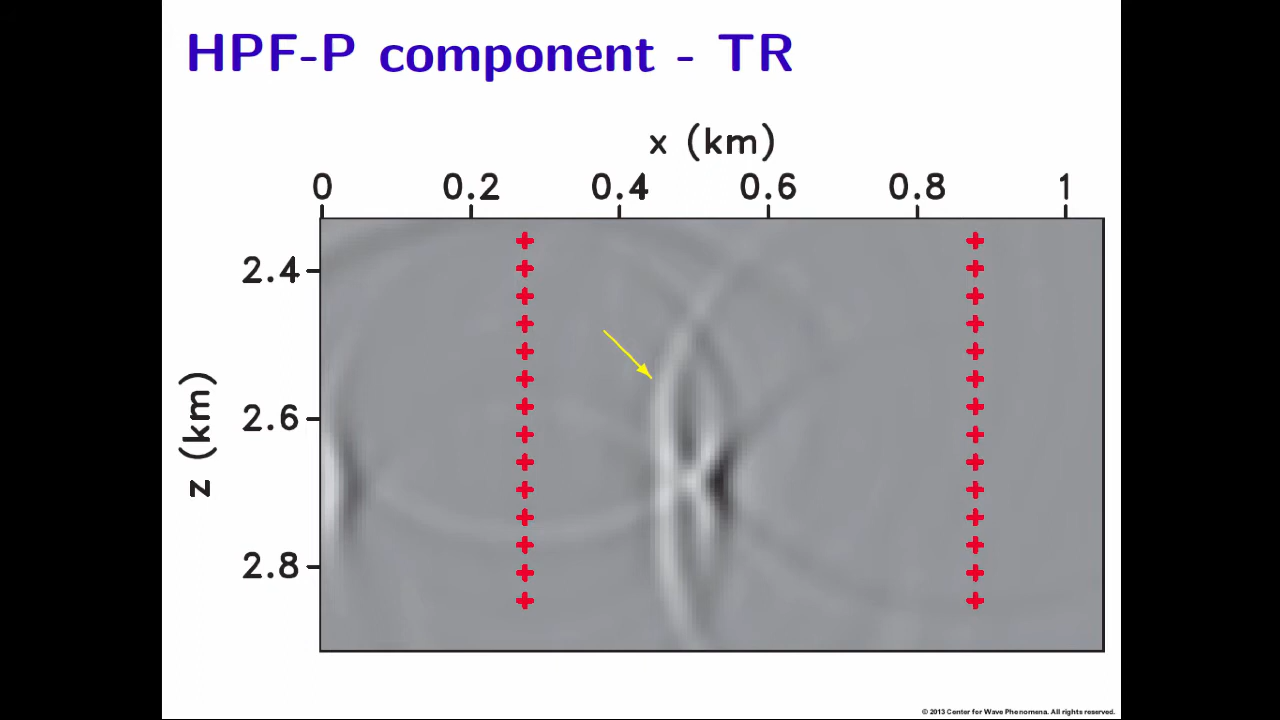 HPF-P component - TR
x (km)
0 0.2 0.4 0.6 0.8 1
2.4
2.6
2.8
z (km)
© 2013 Center for Wave Phenomena. All rights reserved.